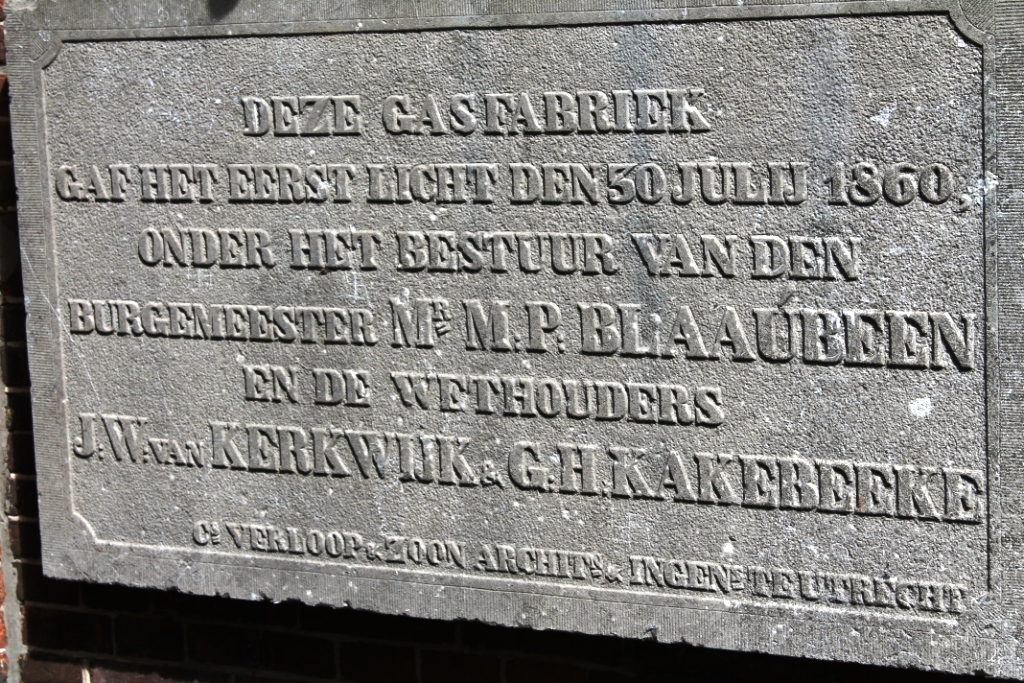 DEZE GASFABRIEK
GAF HET EERST LICHT DEN 30 JULIJ 1860,
ONDER HET BESTUUR VAN DEN
BURGEMEESTER MR. M.P. BLAAUBEEN
EN DE WETHOUDERS
J.W. VAN KERKWIJK & G.H. KAKEBEEKE
Cs VERLOOP & ZOON ARCHITn & INGENs TE UTRECHT